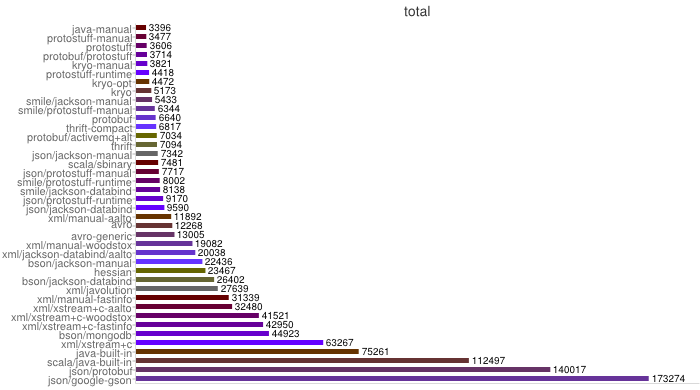 total
java-manual 3396
protostuff-manual 3477
protostuff 3606
protobuf/protostuff 3714
kryo-manual 3821
protostuff-runtime 4418
kryo-opt 4472
kryo 5173
smile/jackson-manual 5433
smile/protostuff-manual 6344
protobuf 6640
thrift-compact 6817
protobuf/activemq+alt 7034
thrift 7094
json/jackson-manual 7342
scala/sbinary 7481
json/protostuff-manual 7717
smile/protostuff-runtime 8002
smile/jackson-databind 8138
json/protostuff-runtime 9170
json/jackson-databind 9590
xml/manual-aalto 11892
avro 12268
avro-generic 13005
xml/manual-woodstox 19082
xml/jackson-databind/aalto 20038
bson/jackson-manual 22436
hessian 23467
bson/jackson-databind 26402
xml/javolution 27639
xml/manual-fastinfo 31339
xml/xstream+c-aalto 32480
xml/xstream+c-woodstox 41521
xml/xstream+c-fastinfo 42950
bson/mongodb 44923
xml/xstream+c 63267
java-built-in 75261
scala/java-built-in 112497
json/protobuf 140017
json/google-gson 173274